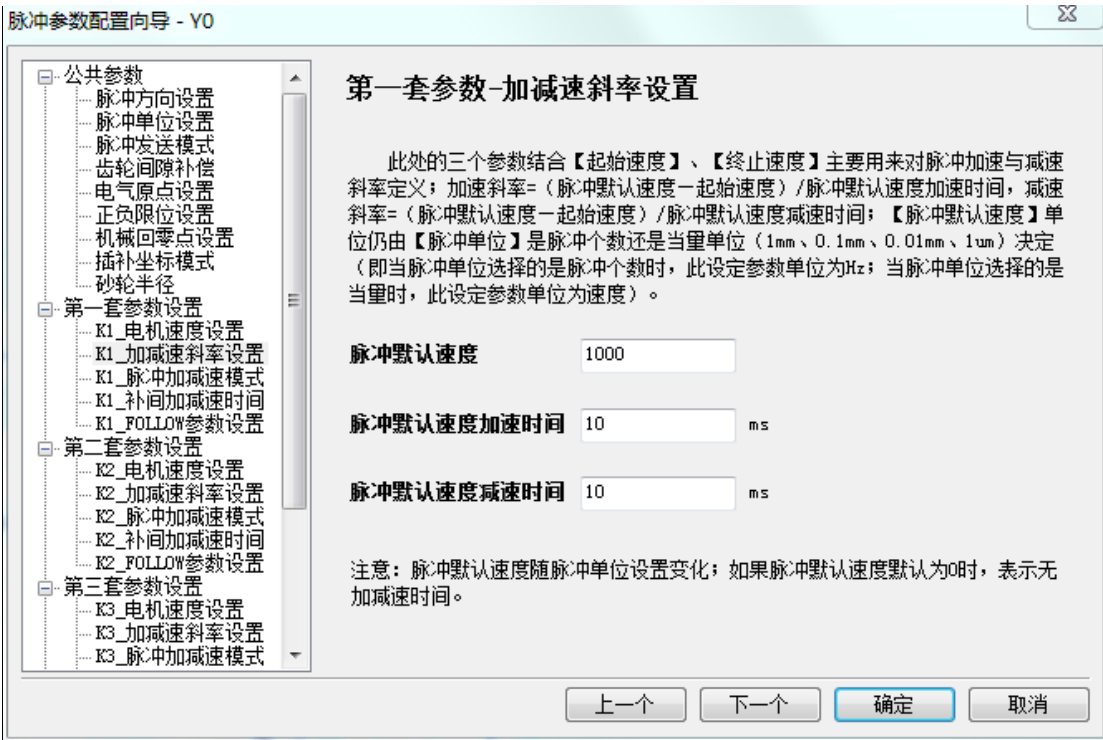 脉冲参数配置向导 - Y0
公共参数
脉冲方向设置
脉冲单位设置
脉冲发送模式
齿轮间隙补偿
电气原点设置
正负限位设置
机械回零点设置
插补坐标模式
砂轮半径
第一套参数设置
K1_电机速度设置
K1_加减速斜率设置
K1_脉冲加减速模式
K1_补间加减速时间
K1_FOLLOW参数设置
第二套参数设置
K2_电机速度设置
K2_加减速斜率设置
K2_脉冲加减速模式
K2_补间加减速时间
K2_FOLLOW参数设置
第三套参数设置
K3_电机速度设置
K3_加减速斜率设置
K3_脉冲加减速模式
第一套参数-加减速斜率设置
此处的三个参数结合【起始速度】、【终止速度】主要用来对脉冲加速与减速
斜率定义；加速斜率=（脉冲默认速度－起始速度）/脉冲默认速度加速时间，减速
斜率=（脉冲默认速度－起始速度）/脉冲默认速度减速时间；【脉冲默认速度】单
位仍由【脉冲单位】是脉冲个数还是当量单位（1mm、0.1mm、0.01mm、1um）决定
（即当脉冲单位选择的是脉冲个数时，此设定参数单位为Hz；当脉冲单位选择的是
当量时，此设定参数单位为速度）。
脉冲默认速度 1000
脉冲默认速度加速时间 10 ms
脉冲默认速度减速时间 10 ms
注意：脉冲默认速度随脉冲单位设置变化；如果脉冲默认速度默认为0时，表示无
加减速时间。
上一个 下一个 确定 取消